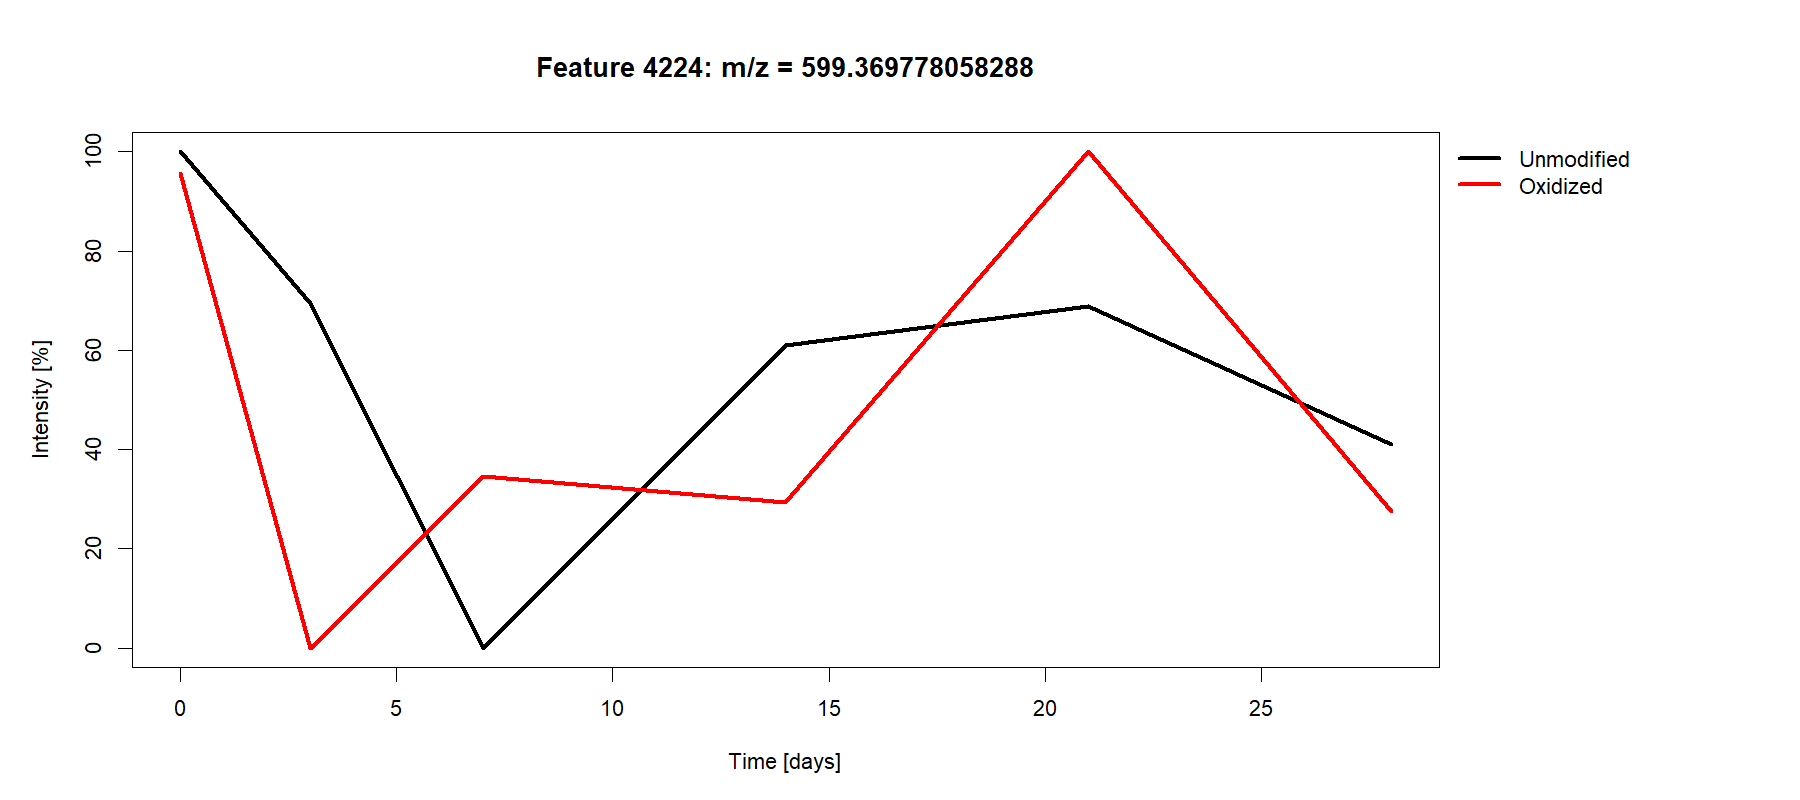 Feature 4224: m/z = 599.369778058288
Unmodified
Oxidized
Intensity [%]
100
80
60
40
20
0
0 5 10 15 20 25
Time [days]